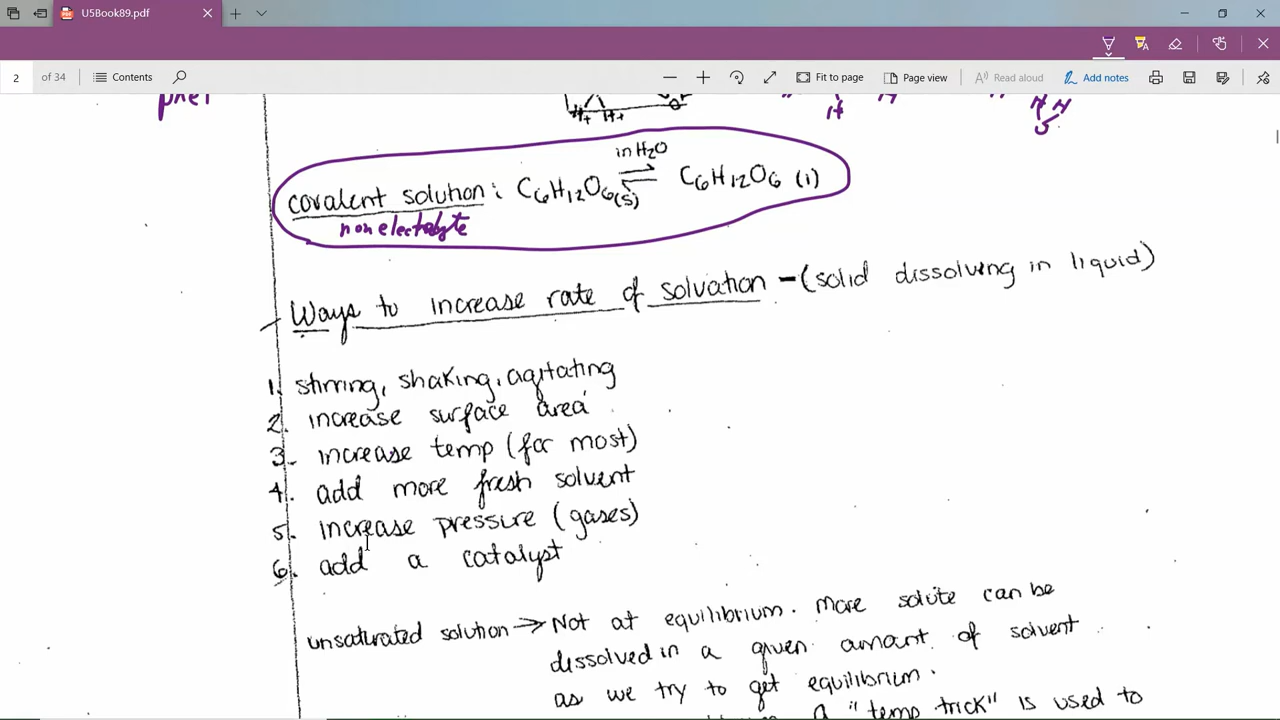 U5Book89.pdf
2 of 34 Contents Fit to page Page view Read aloud Add notes
H+ H+ H H H
H
covalent solution: C6H12O6(s) ⇌ in H2O C6H12O6 (l)
non electolyte
Ways to increase rate of solvation - (solid dissolving in liquid)
1. stirring, shaking, agitating
2. increase surface area
3. increase temp (for most)
4. add more fresh solvent
5. increase pressure (gases)
6. add a catalyst
unsaturated solution → Not at equilibrium. More solute can be
dissolved in a given amount of solvent
as we try to get equilibrium.
a "temp trick" is used to